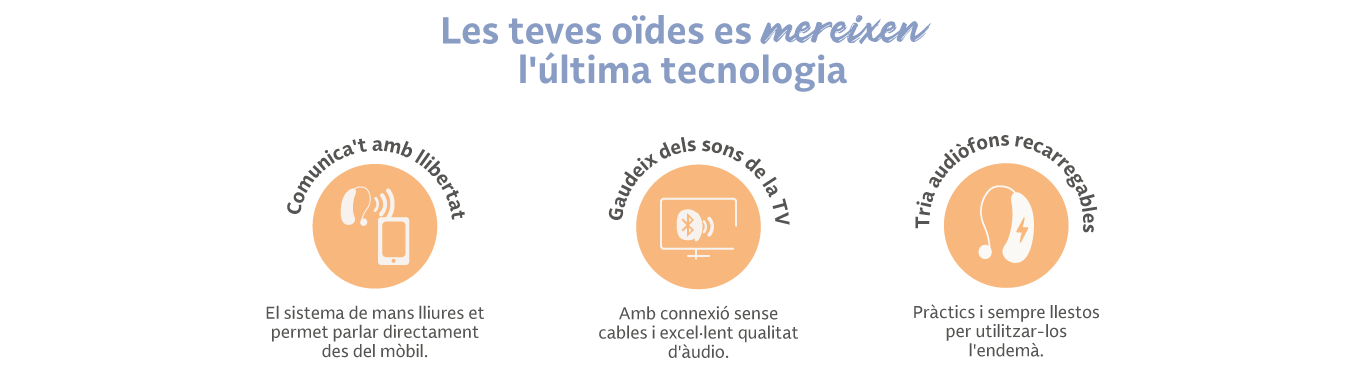 Les teves oïdes es mereixen
l'última tecnologia
Comunica't amb llibertat
El sistema de mans lliures et
permet parlar directament
des del mòbil.
Gaudeix dels sons de la TV
Amb connexió sense
cables i excel·lent qualitat
d'àudio.
Tria audiòfons recarregables
Pràctics i sempre llestos
per utilitzar-los
l'endemà.